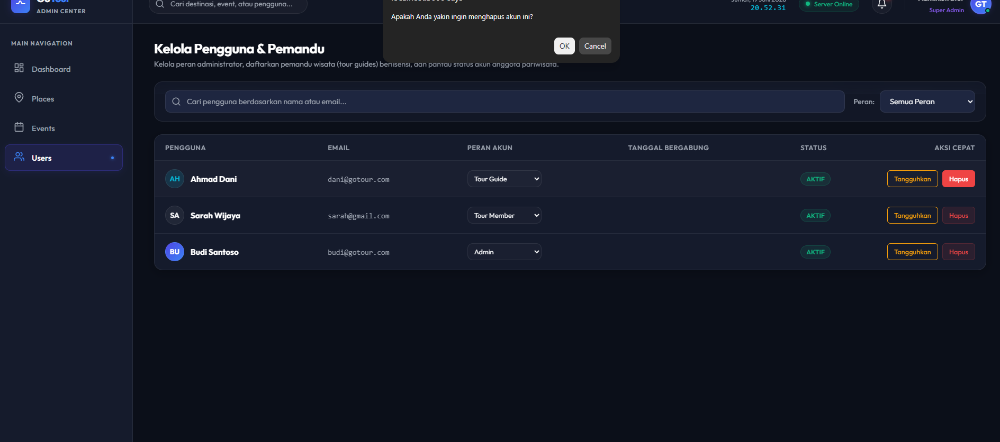 ADMIN CENTER
Cari destinasi, event, atau pengguna...
Apakah Anda yakin ingin menghapus akun ini?
OK
Cancel
20.52.31
Server Online
Super Admin
GT
MAIN NAVIGATION
Dashboard
Places
Events
Users
Kelola Pengguna & Pemandu
Kelola peran administrator, daftarkan pemandu wisata (tour guides) berlisensi, dan pantau status akun anggota pariwisata.
Cari pengguna berdasarkan nama atau email...
Peran:
Semua Peran
PENGGUNA EMAIL PERAN AKUN TANGGAL BERGABUNG STATUS AKSI CEPAT
AH Ahmad Dani dani@gotour.com Tour Guide AKTIF Tangguhkan Hapus
SA Sarah Wijaya sarah@gmail.com Tour Member AKTIF Tangguhkan Hapus
BU Budi Santoso budi@gotour.com Admin AKTIF Tangguhkan Hapus